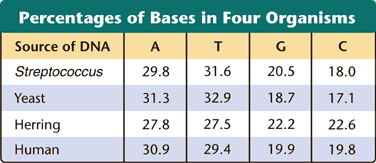 Percentages of Bases in Four Organisms
Source of DNA A T G C
Streptococcus 29.8 31.6 20.5 18.0
Yeast 31.3 32.9 18.7 17.1
Herring 27.8 27.5 22.2 22.6
Human 30.9 29.4 19.9 19.8